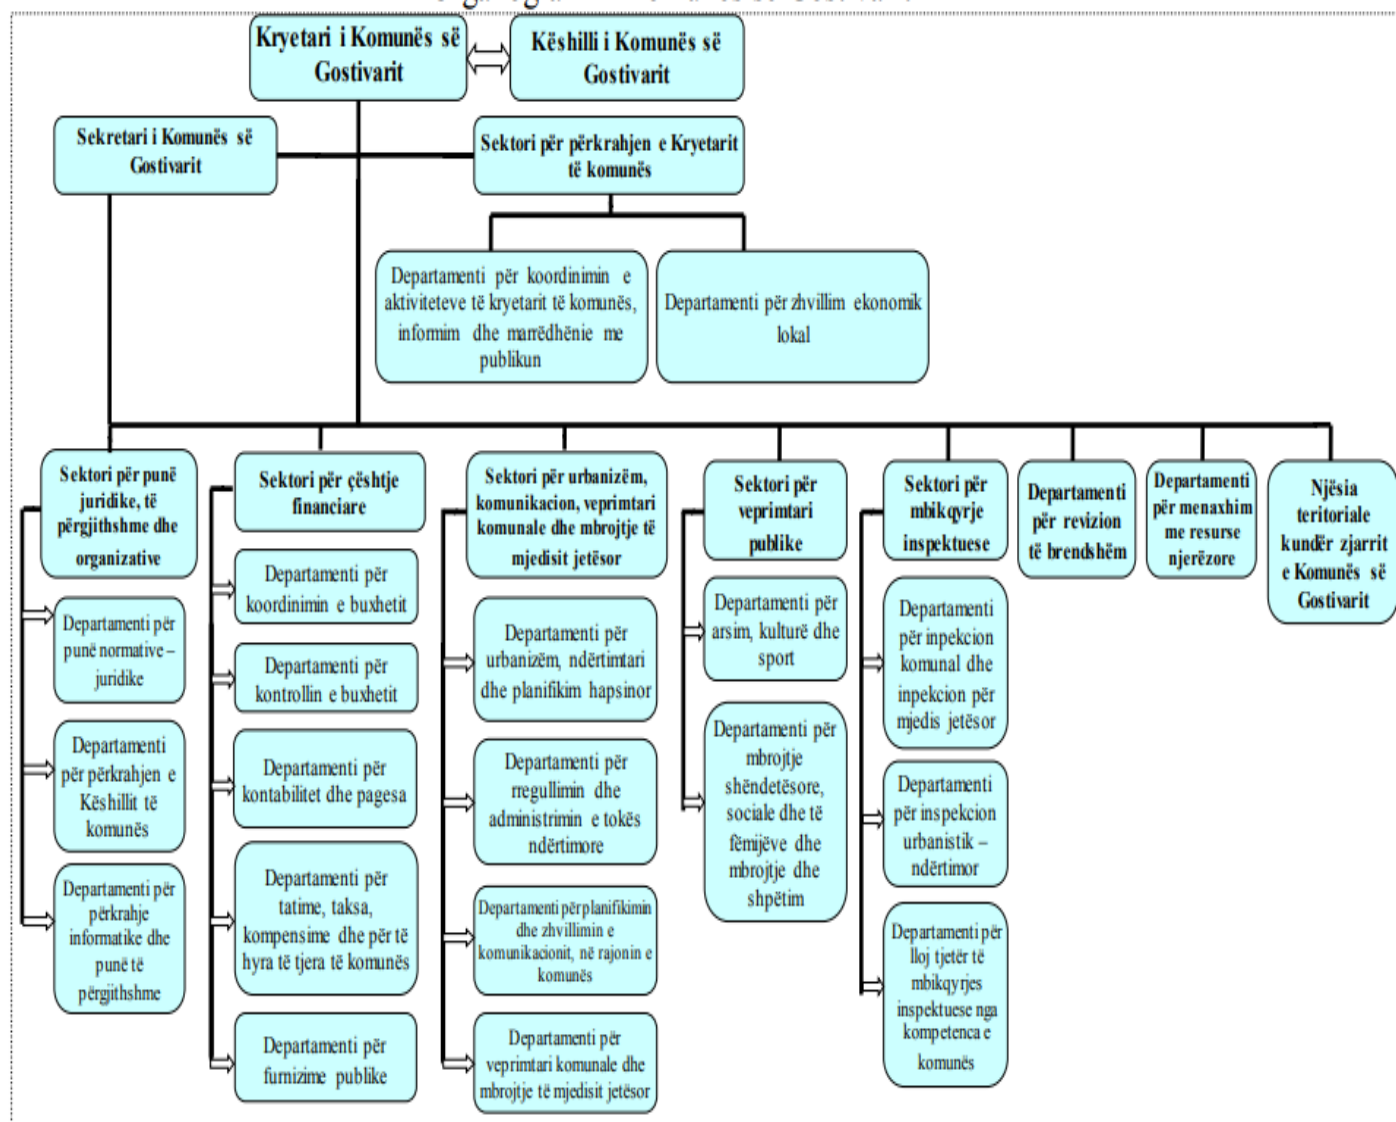 Kryetari i Komunës së
Gostivarit
Këshilli i Komunës së
Gostivarit
Sekretari i Komunës së
Gostivarit
Sektori për përkrahjen e Kryetarit
të komunës
Departamenti për koordinimin e
aktiviteteve të kryetarit të komunës,
informim dhe marrëdhënie me
publikun
Departamenti për zhvillim ekonomik
lokal
Sektori për punë
juridike, të
përgjithshme dhe
organizative
Departamenti për
punë normative –
juridike
Departamenti
për përkrahjen e
Këshillit të
komunës
Departamenti për
përkrahje
informatike dhe
punë të
përgjithshme
Sektori për çështje
financiare
Departamenti për
koordinimin e buxhetit
Departamenti për
kontrollin e buxhetit
Departamenti për
kontabilitet dhe pagesa
Departamenti për
tatime, taksa,
kompensime dhe për të
hyra të tjera të komunës
Departamenti për
furnizime publike
Sektori për urbanizëm,
komunikacion, veprimtari
komunale dhe mbrojtje të
mjedisit jetësor
Departamenti për
urbanizëm, ndërtimtari
dhe planifikim hapsinor
Departamenti për
rregullimin dhe
administrimin e tokës
ndërtimore
Departamenti për planifikimin
dhe zhvillimin e
komunikacionit, në rajonin e
komunës
Departamenti për
veprimtari komunale dhe
mbrojtje të mjedisit jetësor
Sektori për
veprimtari
publike
Departamenti për
arsim, kulturë dhe
sport
Departamenti për
mbrojtje
shëndetësore,
sociale dhe të
fëmijëve dhe
mbrojtje dhe
shpëtim
Sektori për
mbikqyrje
inspektuese
Departamenti
për inpekcion
komunal dhe
inpekcion për
mjedis jetësor
Departamenti
për inspekcion
urbanistik –
ndërtimor
Departamenti për
lloj tjetër të
mbikqyrjes
inspektuese nga
kompetenca e
komunës
Departamenti
për revizion
të brendshëm
Departamenti
për menaxhim
me resurse
njerëzore
Njësia
teritoriale
kundër zjarrit
e Komunës së
Gostivarit